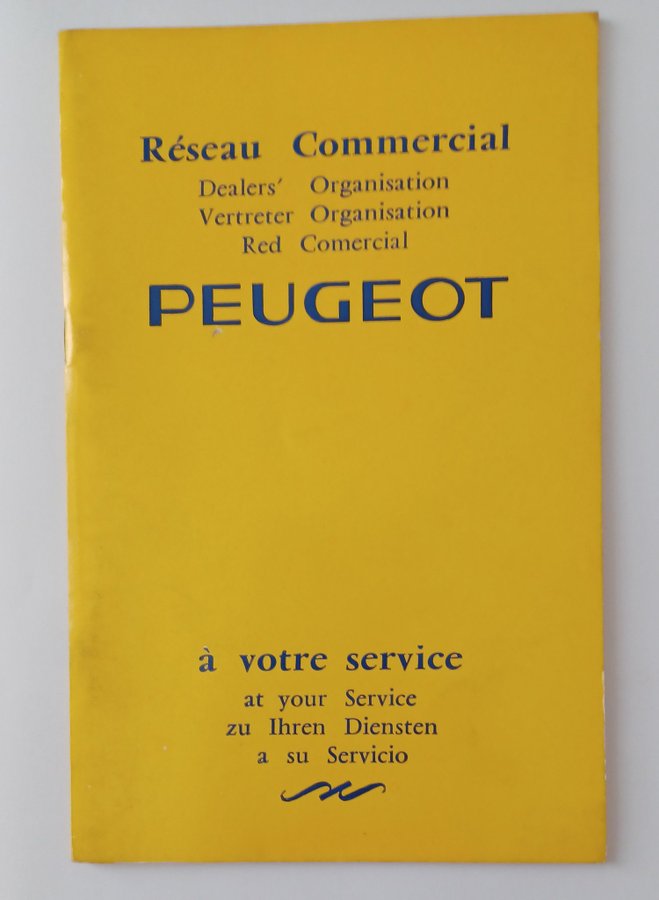 Réseau Commercial
Dealers' Organisation
Vertreter Organisation
Red Comercial
PEUGEOT
à votre service
at your Service
zu Ihren Diensten
a su Servicio